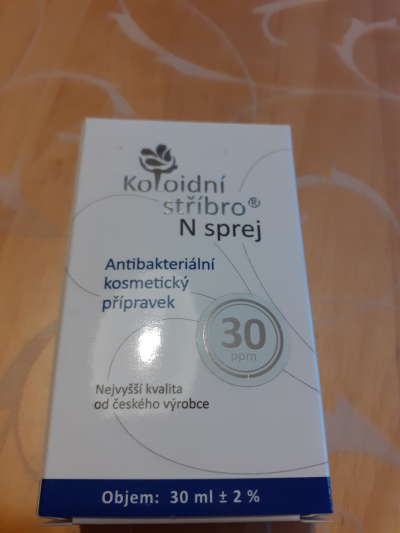 Koloidní
stříbro®
N sprej
Antibakteriální
kosmetický
přípravek
30
ppm
Nejvyšší kvalita
od českého výrobce
Objem: 30 ml ± 2 %